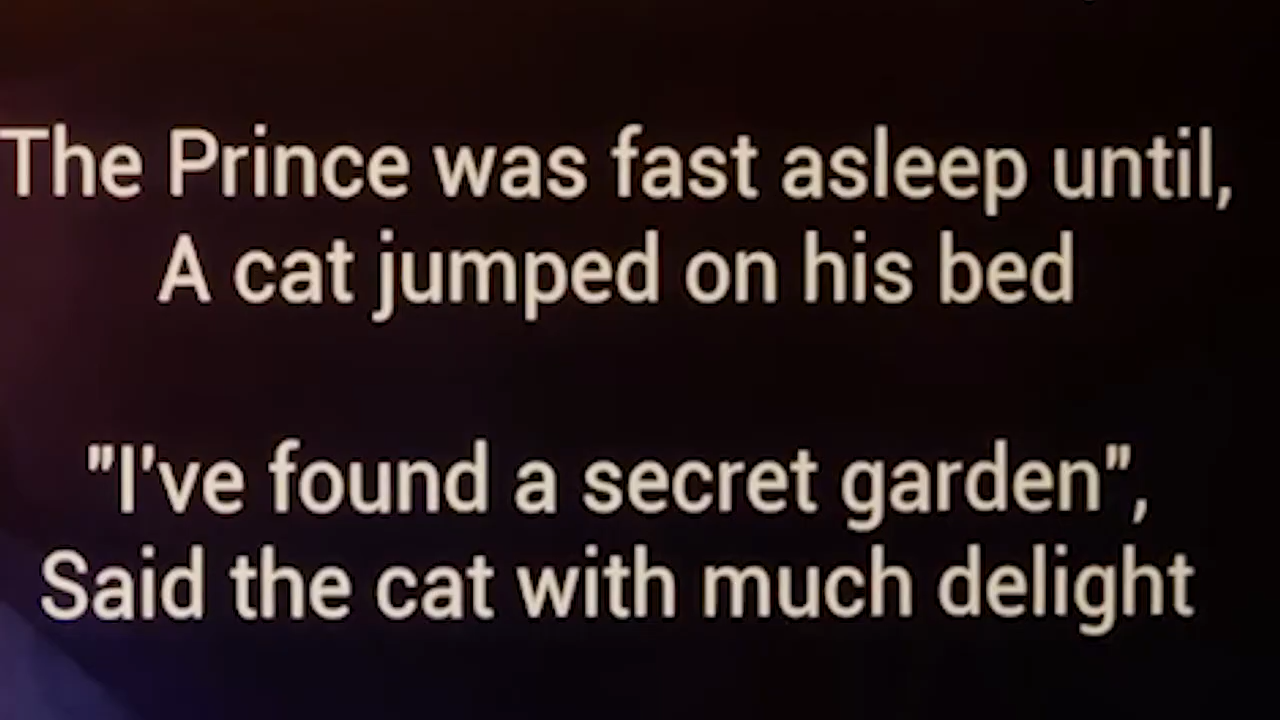 The Prince was fast asleep until,
A cat jumped on his bed
"I've found a secret garden",
Said the cat with much delight